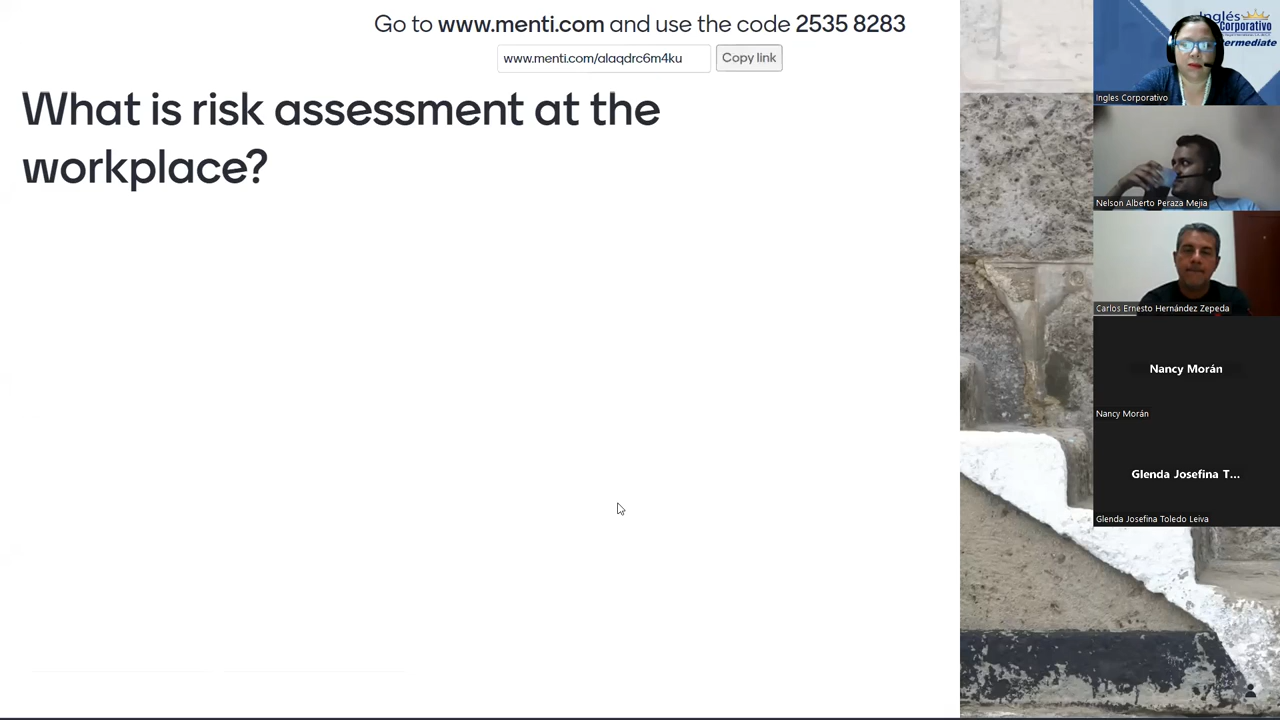 Go to www.menti.com and use the code 2535 8283
www.menti.com/alaqdrc6m4ku
Copy link
What is risk assessment at the
workplace?
Inglés
Corporativo
Ingles Corporativo
Nelson Alberto Peraza Mejia
Carlos Ernesto Hernández Zepeda
Nancy Morán
Nancy Morán
Glenda Josefina T...
Glenda Josefina Toledo Leiva